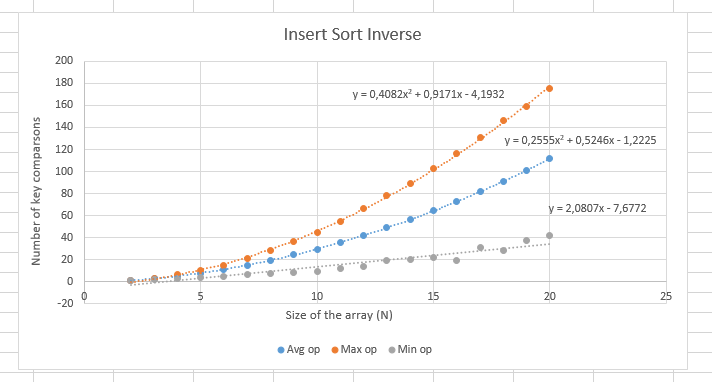 Insert Sort Inverse
200
180
160
140
120
100
80
60
40
20
0
-20
Number of key comparsons
y = 0,4082x² + 0,9171x - 4,1932
y = 0,2555x² + 0,5246x - 1,2225
y = 2,0807x - 7,6772
0 5 10 15 20 25
Size of the array (N)
Avg op Max op Min op